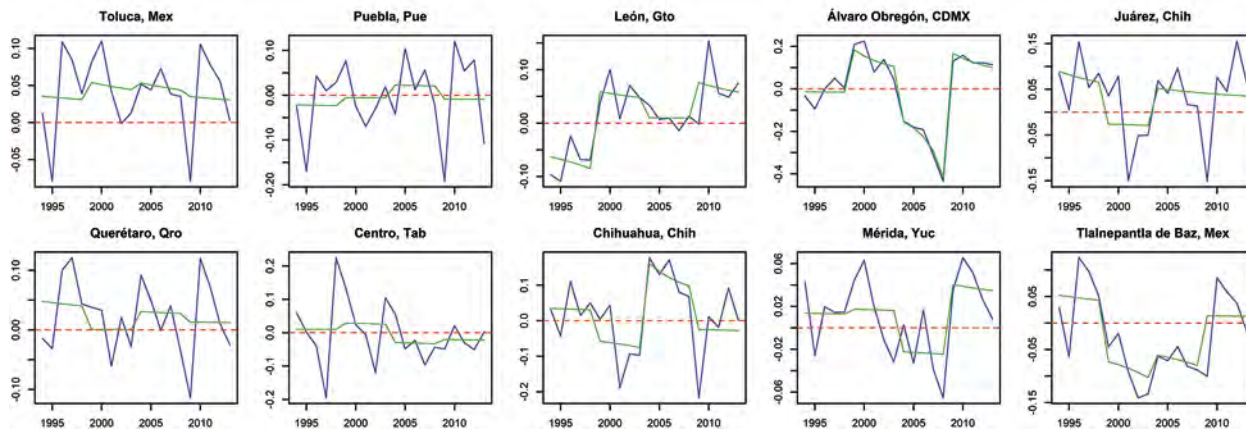 Toluca, Mex
0.10
0.05
0.00
-0.05
1995 2000 2005 2010
Puebla, Pue
0.10
0.00
-0.10
-0.20
1995 2000 2005 2010
León, Gto
0.10
0.00
-0.10
1995 2000 2005 2010
Álvaro Obregón, CDMX
0.2
0.0
-0.2
-0.4
1995 2000 2005 2010
Juárez, Chih
0.15
0.05
-0.05
-0.15
1995 2000 2005 2010
Querétaro, Qro
0.10
0.00
-0.10
1995 2000 2005 2010
Centro, Tab
0.2
0.1
0.0
-0.1
0.2
1995 2000 2005 2010
Chihuahua, Chih
0.1
0.0
-0.1
-0.2
1995 2000 2005 2010
Mérida, Yuc
0.06
0.02
-0.02
0.06
1995 2000 2005 2010
Tlalnepantla de Baz, Mex
0.05
-0.05
-0.15
1995 2000 2005 2010